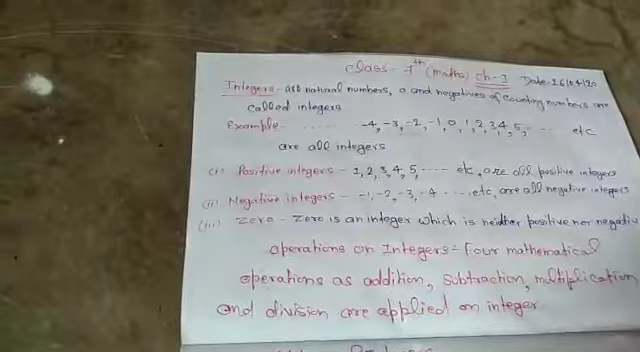 Class - 7th (maths) Ch-1 Date-26/04/20
Integers - all natural numbers, 0 and negatives of counting numbers are
called integers
Example ...... -4, -3, -2, -1, 0, 1, 2, 3, 4, 5, .... etc
are all integers
(i) Positive integers - 1, 2, 3, 4, 5, ..... etc, are all positive integers
(ii) Negative integers - -1, -2, -3, -4 .....etc, are all negative integers
(iii) Zero - Zero is an integer which is neither positive nor negativ
operations on Integers - Four mathematical
operations as addition, subtraction, multiplication
and division are applied on integer